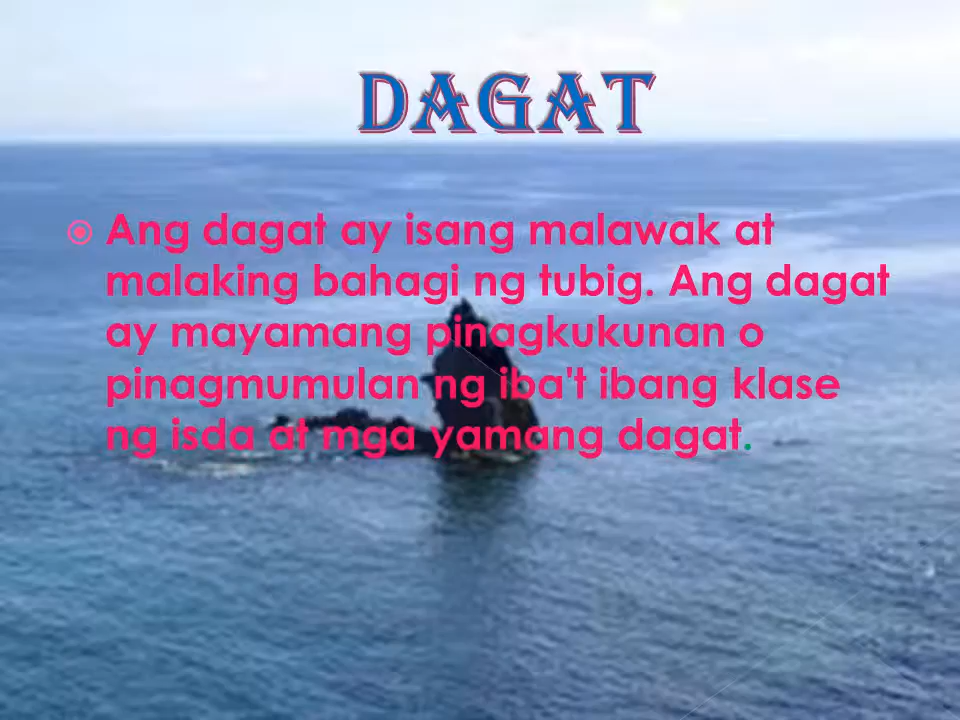 DAGAT
Ang dagat ay isang malawak at
malaking bahagi ng tubig. Ang dagat
ay mayamang pinagkukunan o
pinagmumulan ng iba't ibang klase
ng isda at mga yamang dagat.